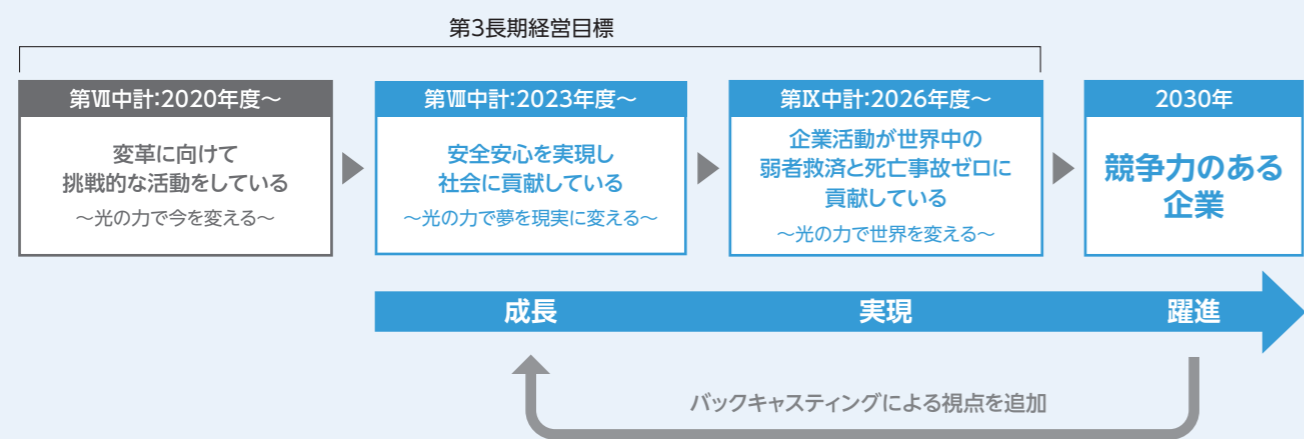 第3長期経営目標
第Ⅶ中計:2020年度～
変革に向けて
挑戦的な活動をしている
～光の力で今を変える～
第Ⅷ中計:2023年度～
安全安心を実現し
社会に貢献している
～光の力で夢を現実に変える～
第Ⅸ中計:2026年度～
企業活動が世界中の
弱者救済と死亡事故ゼロに
貢献している
～光の力で世界を変える～
2030年
競争力のある
企業
成長
実現
躍進
バックキャスティングによる視点を追加